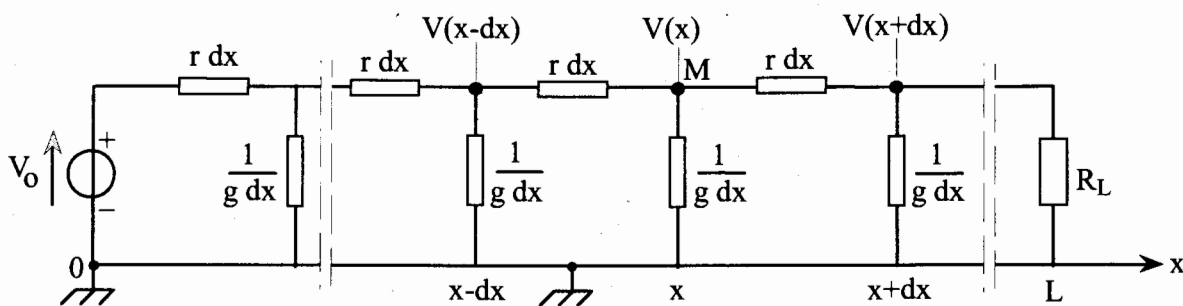 V(x-dx) V(x) V(x+dx)
r dx r dx r dx M r dx
V₀ + − 1/(g dx) 1/(g dx) 1/(g dx) 1/(g dx) R_L
0 x-dx x x+dx L x